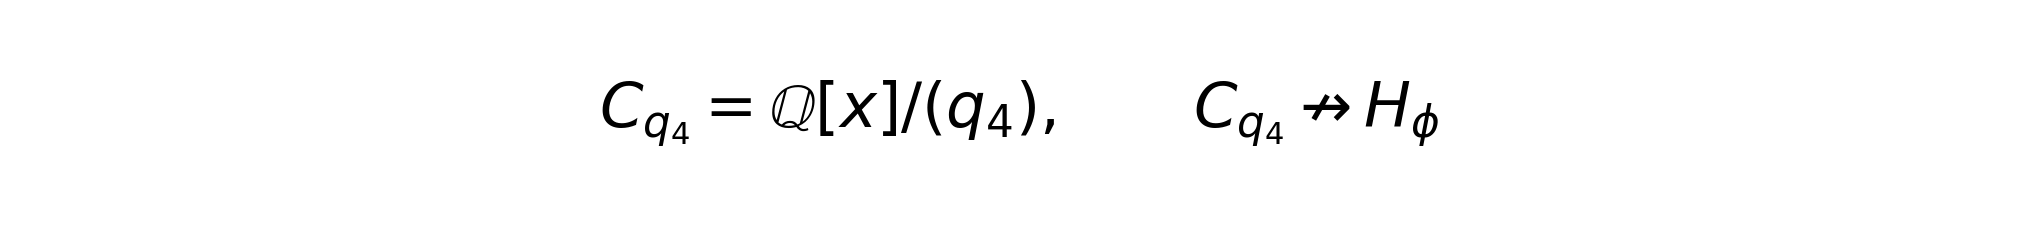 C_{q_4} = ℚ[x]/(q_4),   C_{q_4} ↛ H_ϕ